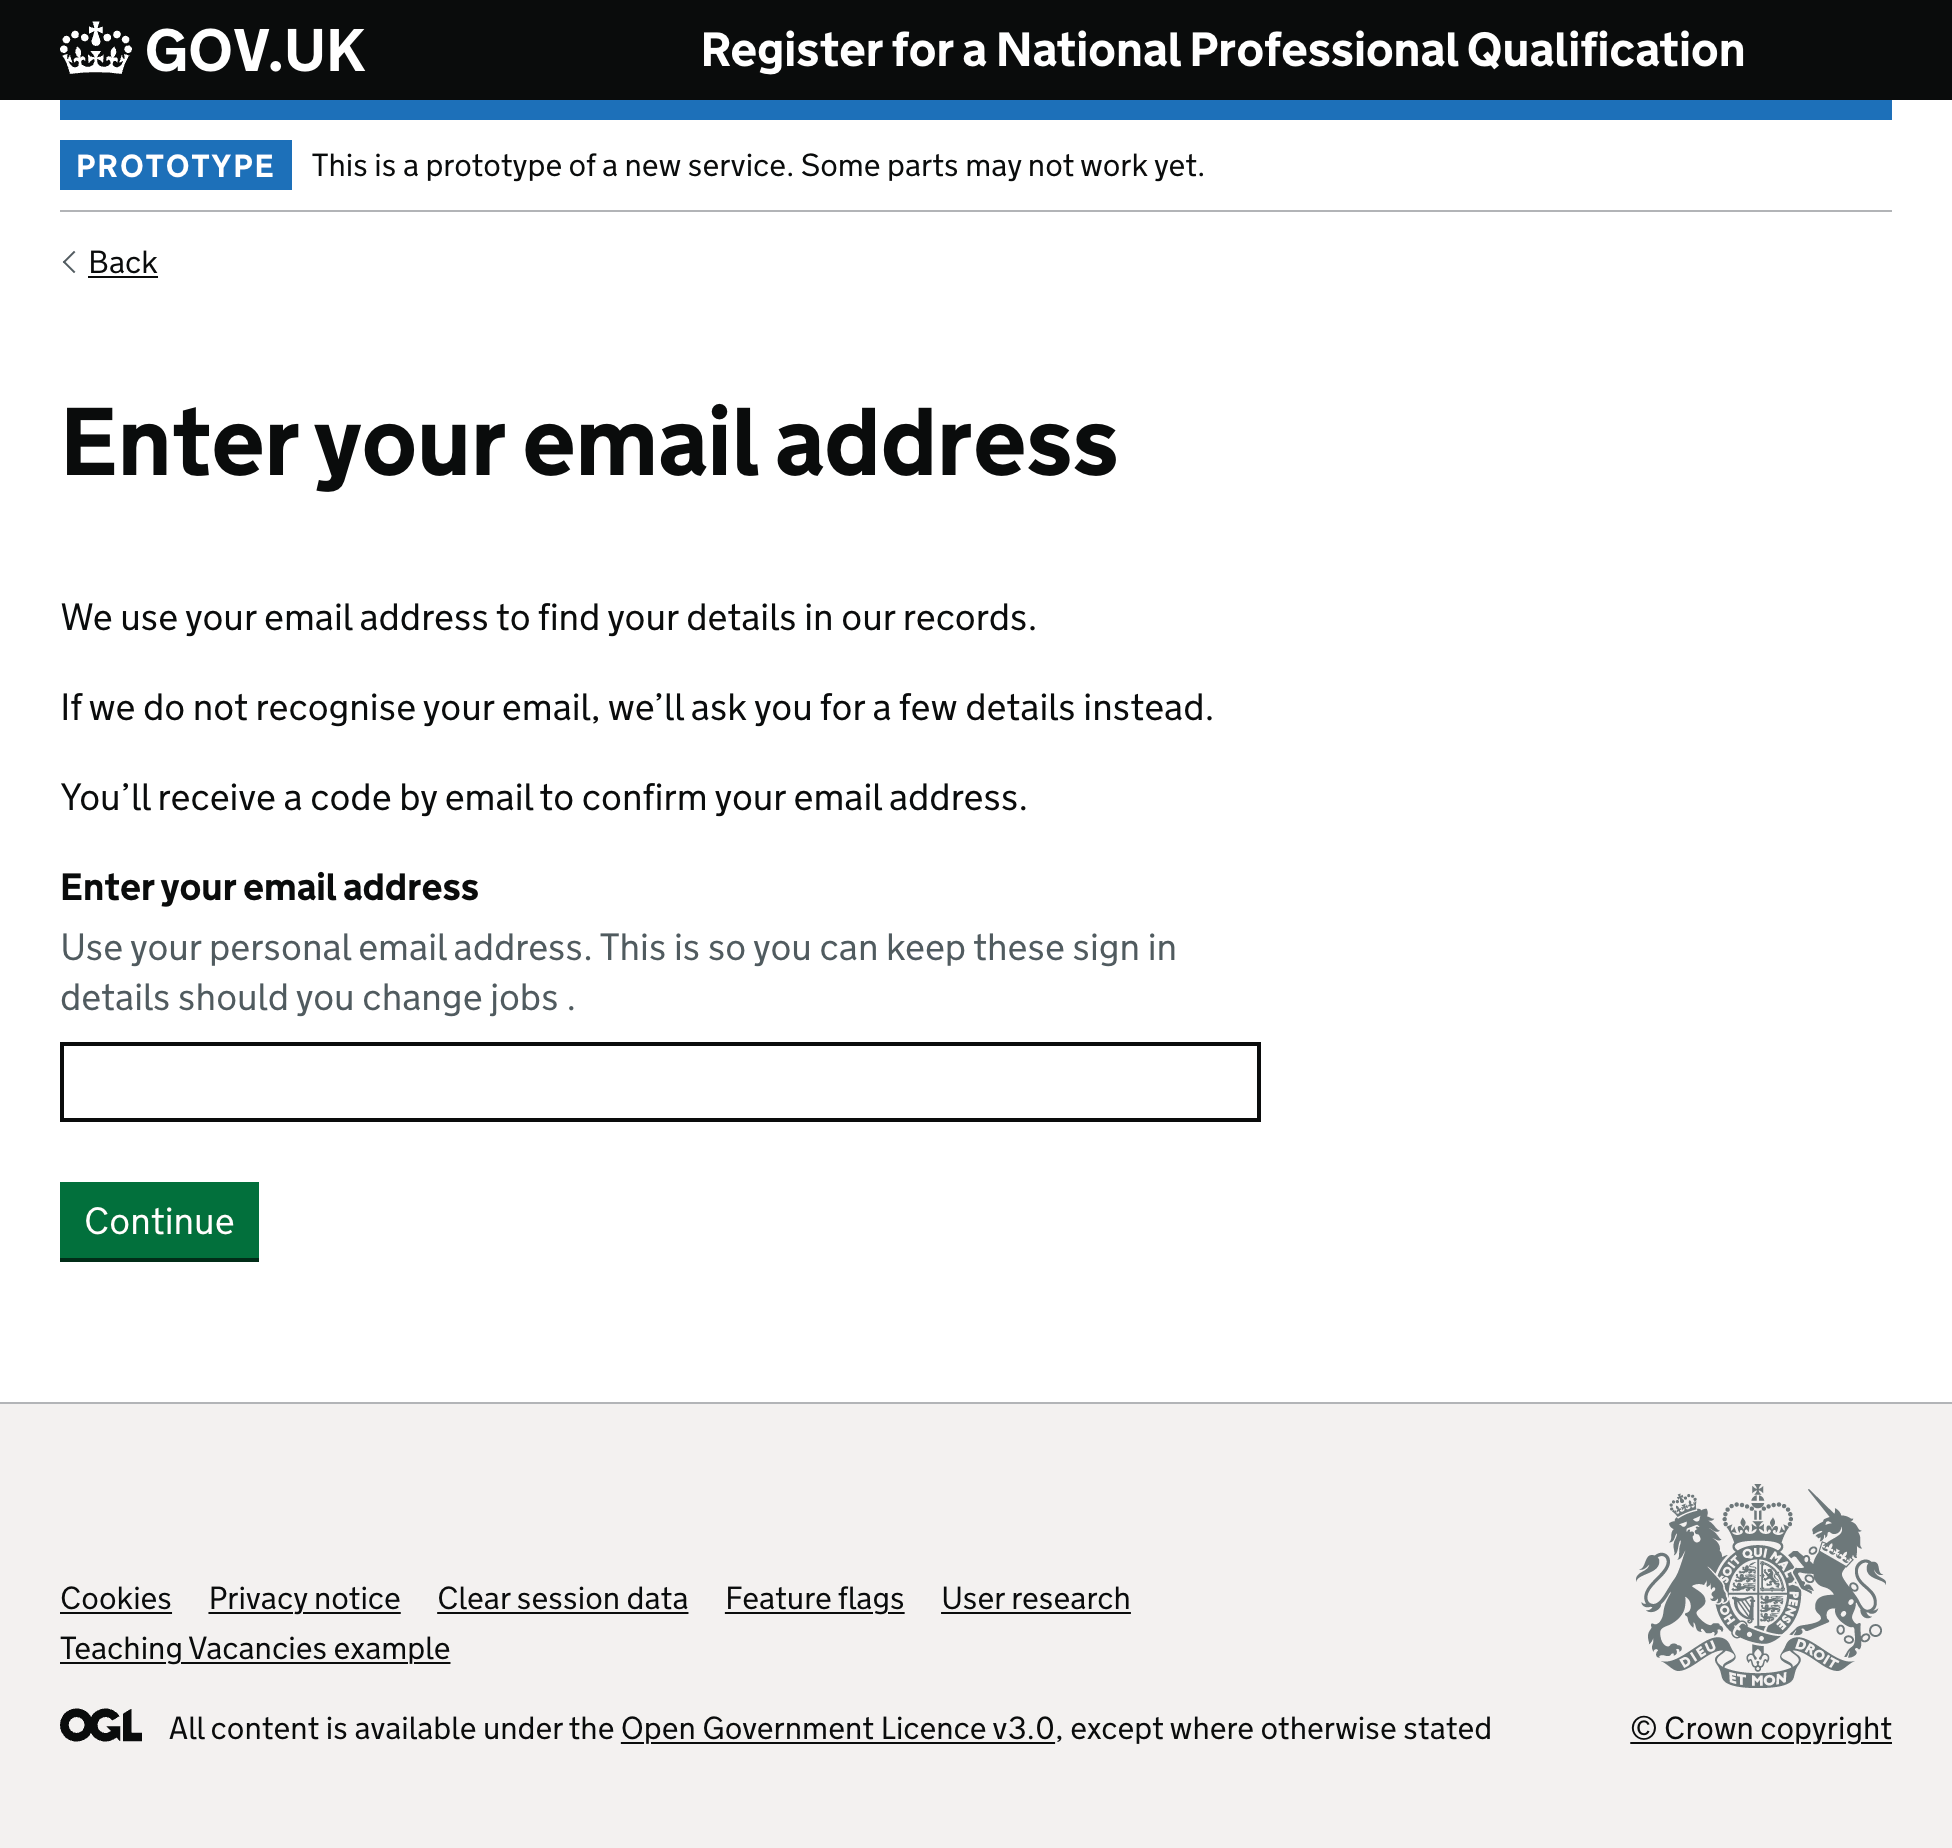 GOV.UK
Register for a National Professional Qualification
PROTOTYPE
This is a prototype of a new service. Some parts may not work yet.
Back
Enter your email address
We use your email address to find your details in our records.
If we do not recognise your email, we’ll ask you for a few details instead.
You’ll receive a code by email to confirm your email address.
Enter your email address
Use your personal email address. This is so you can keep these sign in
details should you change jobs .
Continue
Cookies Privacy notice Clear session data Feature flags User research
Teaching Vacancies example
SOIT QUI MAL
PENSE
HO
DIEU
ET MON
DROIT
OGL
All content is available under the Open Government Licence v3.0, except where otherwise stated
© Crown copyright